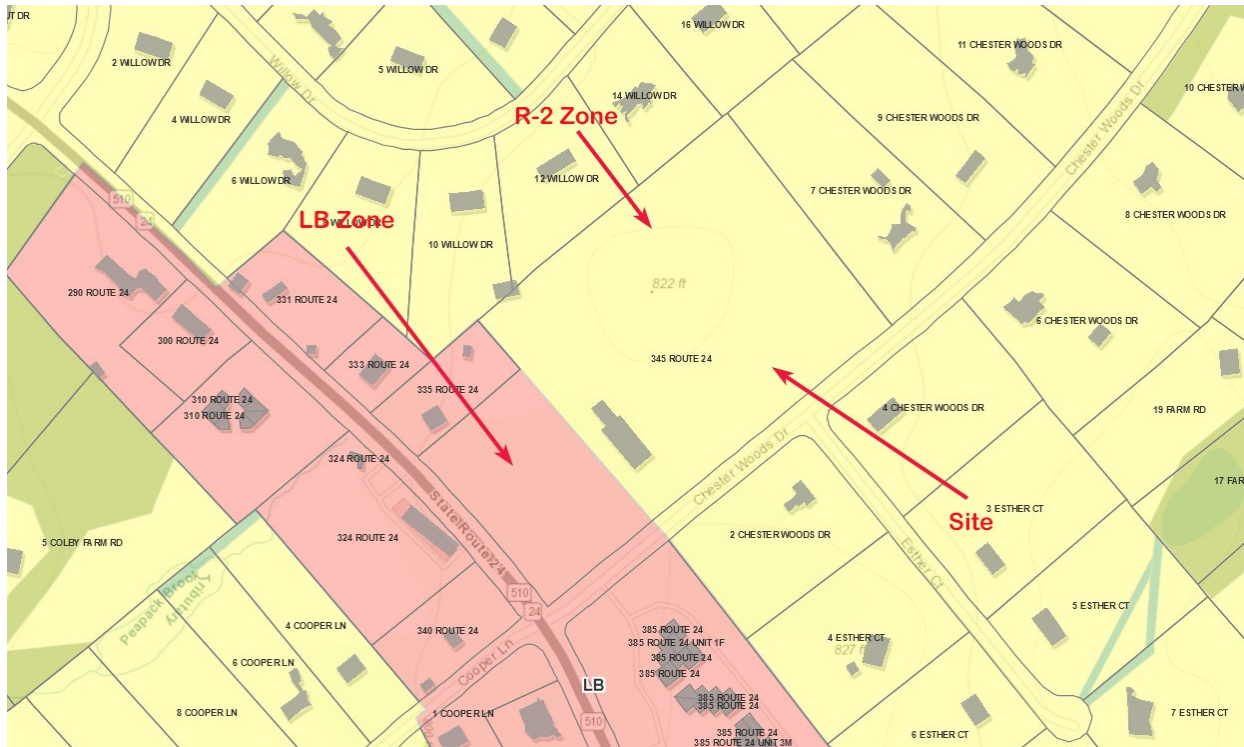 UT DR
16 WILLOW DR
11 CHESTER WOODS DR
2 WILLOW DR
5 WILLOW DR
Willow Dr
14 WILLOW DR
10 CHESTER W
Chester Woods Dr
4 WILLOW DR
R-2 Zone
9 CHESTER WOODS DR
6 WILLOW DR
12 WILLOW DR
7 CHESTER WOODS DR
510
24
LB Zone
WILLOW DR
8 CHESTER WOODS DR
10 WILLOW DR
290 ROUTE 24
331 ROUTE 24
822 ft
6 CHESTER WOODS DR
300 ROUTE 24
333 ROUTE 24
345 ROUTE 24
335 ROUTE 24
310 ROUTE 24
310 ROUTE 24
4 CHESTER WOODS DR
19 FARM RD
Chester Woods Dr
324 ROUTE 24
State Route 24
17 FAR
3 ESTHER CT
Site
2 CHESTER WOODS DR
324 ROUTE 24
5 COLBY FARM RD
Esther Ct
Peapack Brook
Tributry
510
24
5 ESTHER CT
4 COOPER LN
340 ROUTE 24
385 ROUTE 24
385 ROUTE 24 UNIT 1F
385 ROUTE 24
385 ROUTE 24
4 ESTHER CT
827 ft
Cooper Ln
6 COOPER LN
LB
385 ROUTE 24
385 ROUTE 24
8 COOPER LN
1 COOPER LN
510
7 ESTHER CT
385 ROUTE 24
385 ROUTE 24 UNIT 3M
6 ESTHER CT